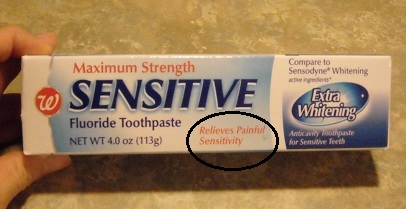 Maximum Strength
W
SENSITIVE
Fluoride Toothpaste
NET WT 4.0 oz (113g)
Relieves Painful
Sensitivity
Compare to
Sensodyne® Whitening
active ingredients*
Extra
Whitening
Anticavity Toothpaste
for Sensitive Teeth